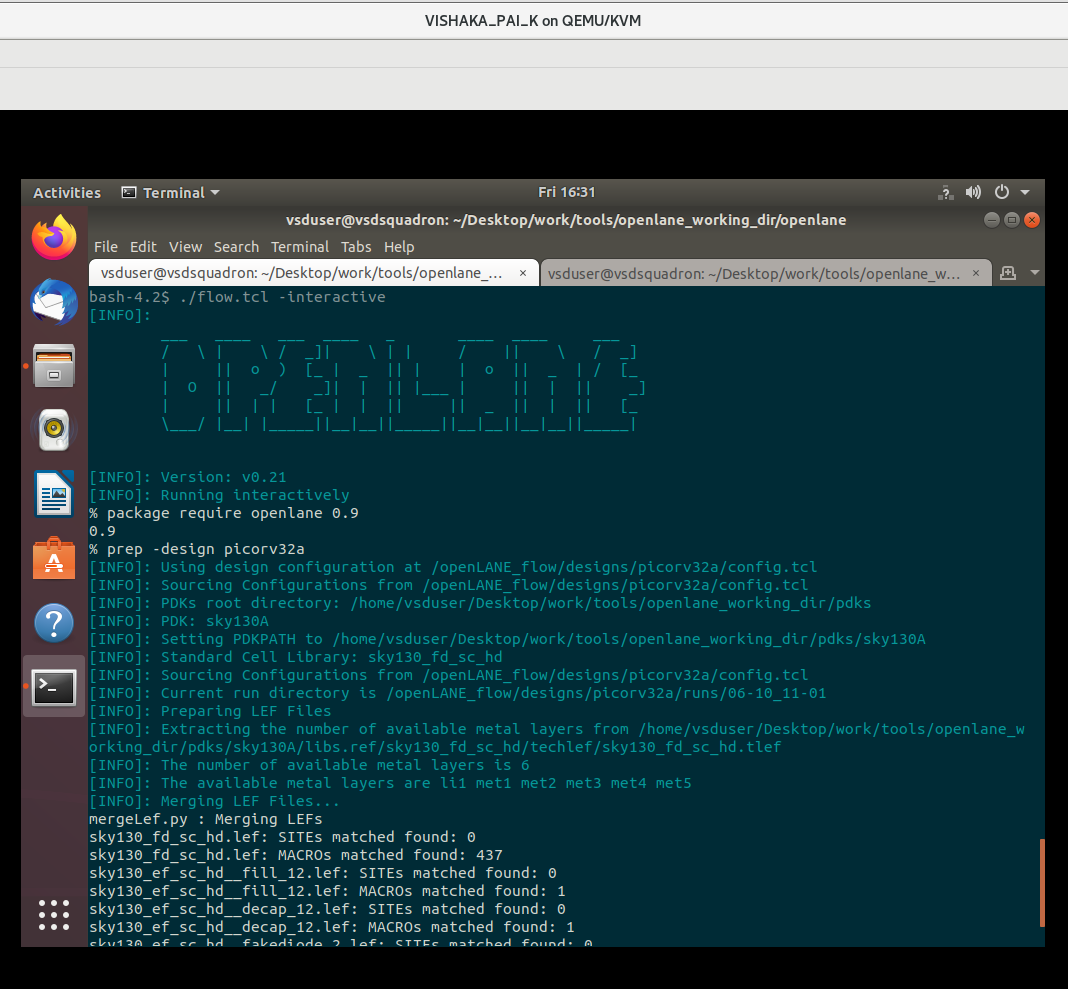 VISHAKA_PAI_K on QEMU/KVM
Activities Terminal Fri 16:31
vsduser@vsdsquadron: ~/Desktop/work/tools/openlane_working_dir/openlane
File Edit View Search Terminal Tabs Help
vsduser@vsdsquadron: ~/Desktop/work/tools/openlane_... × vsduser@vsdsquadron: ~/Desktop/work/tools/openlane_w... ×
bash-4.2$ ./flow.tcl -interactive
[INFO]:
OPENLANE
[INFO]: Version: v0.21
[INFO]: Running interactively
% package require openlane 0.9
0.9
% prep -design picorv32a
[INFO]: Using design configuration at /openLANE_flow/designs/picorv32a/config.tcl
[INFO]: Sourcing Configurations from /openLANE_flow/designs/picorv32a/config.tcl
[INFO]: PDKs root directory: /home/vsduser/Desktop/work/tools/openlane_working_dir/pdks
[INFO]: PDK: sky130A
[INFO]: Setting PDKPATH to /home/vsduser/Desktop/work/tools/openlane_working_dir/pdks/sky130A
[INFO]: Standard Cell Library: sky130_fd_sc_hd
[INFO]: Sourcing Configurations from /openLANE_flow/designs/picorv32a/config.tcl
[INFO]: Current run directory is /openLANE_flow/designs/picorv32a/runs/06-10_11-01
[INFO]: Preparing LEF Files
[INFO]: Extracting the number of available metal layers from /home/vsduser/Desktop/work/tools/openlane_w
orking_dir/pdks/sky130A/libs.ref/sky130_fd_sc_hd/techlef/sky130_fd_sc_hd.tlef
[INFO]: The number of available metal layers is 6
[INFO]: The available metal layers are li1 met1 met2 met3 met4 met5
[INFO]: Merging LEF Files...
mergeLef.py : Merging LEFs
sky130_fd_sc_hd.lef: SITEs matched found: 0
sky130_fd_sc_hd.lef: MACROs matched found: 437
sky130_ef_sc_hd__fill_12.lef: SITEs matched found: 0
sky130_ef_sc_hd__fill_12.lef: MACROs matched found: 1
sky130_ef_sc_hd__decap_12.lef: SITEs matched found: 0
sky130_ef_sc_hd__decap_12.lef: MACROs matched found: 1
sky130_ef_sc_hd__fakediode_2.lef: SITEs matched found: 0